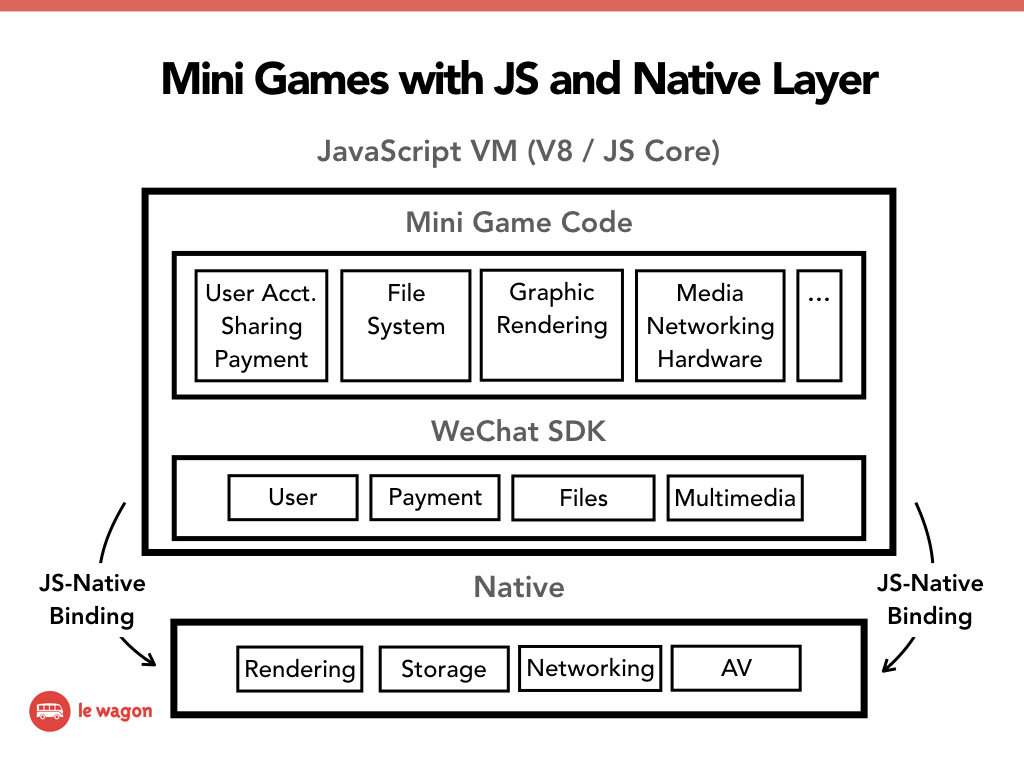 Mini Games with JS and Native Layer
JavaScript VM (V8 / JS Core)
Mini Game Code
User Acct.
Sharing
Payment
File
System
Graphic
Rendering
Media
Networking
Hardware
...
WeChat SDK
User
Payment
Files
Multimedia
JS-Native
Binding
JS-Native
Binding
Native
Rendering
Storage
Networking
AV
le wagon